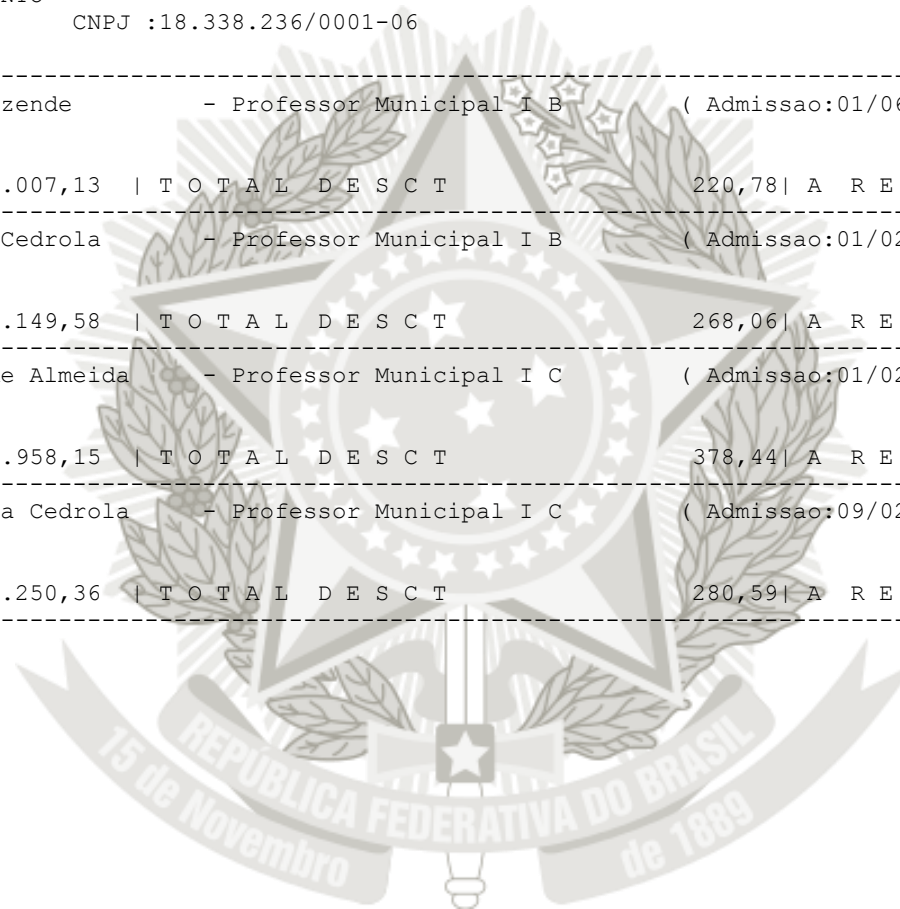 CNPJ :18.338.236/0001-06
zende - Professor Municipal I B ( Admissao:01/06
.007,13 | T O T A L D E S C T 220,78| A R E
Cedrola - Professor Municipal I B ( Admissao:01/02
.149,58 | T O T A L D E S C T 268,06| A R E
e Almeida - Professor Municipal I C ( Admissao:01/02
.958,15 | T O T A L D E S C T 378,44| A R E
a Cedrola - Professor Municipal I C ( Admissao:09/02
.250,36 | T O T A L D E S C T 280,59| A R E
REPÚBLICA FEDERATIVA DO BRASIL
15 de Novembro de 1889